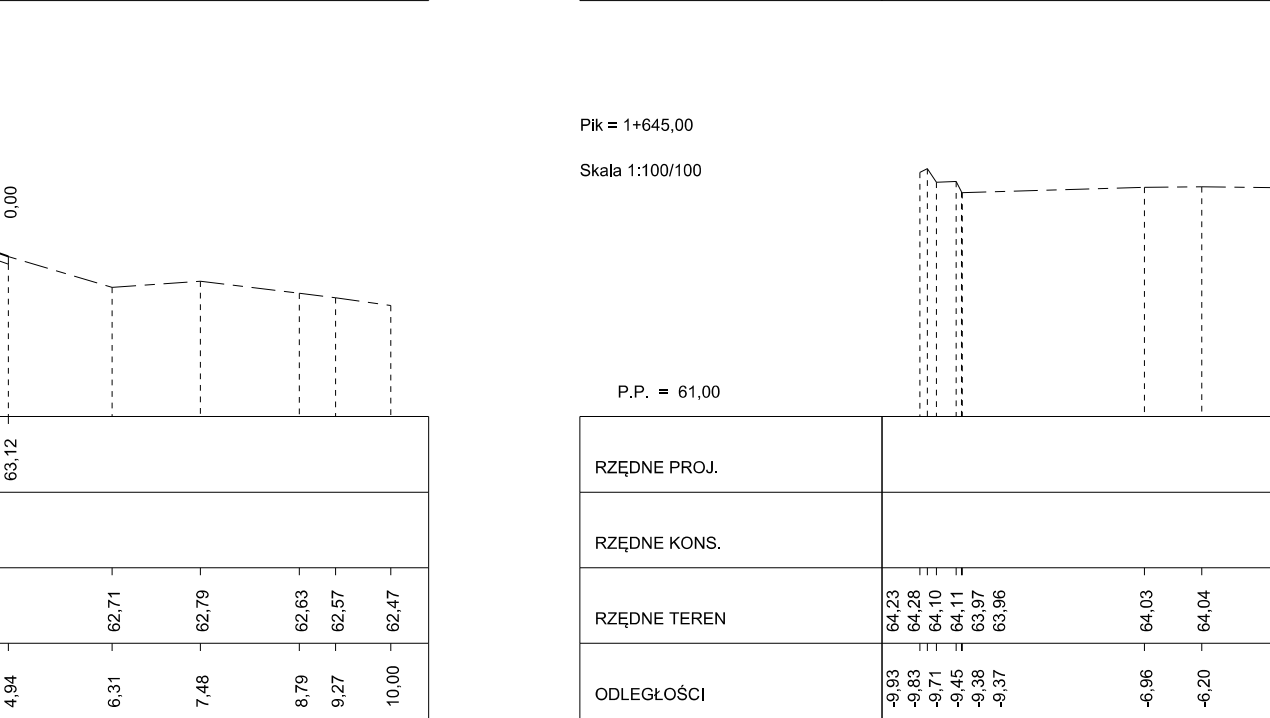 0,00
63,12
62,71 62,79 62,63 62,57 62,47
4,94 6,31 7,48 8,79 9,27 10,00
Pik = 1+645,00
Skala 1:100/100
P.P. = 61,00
RZĘDNE PROJ.
RZĘDNE KONS.
RZĘDNE TEREN 64,23 64,28 64,10 64,11 63,97 63,96 64,03 64,04
ODLEGŁOŚCI -9,93 -9,83 -9,71 -9,45 -9,38 -9,37 -6,96 -6,20